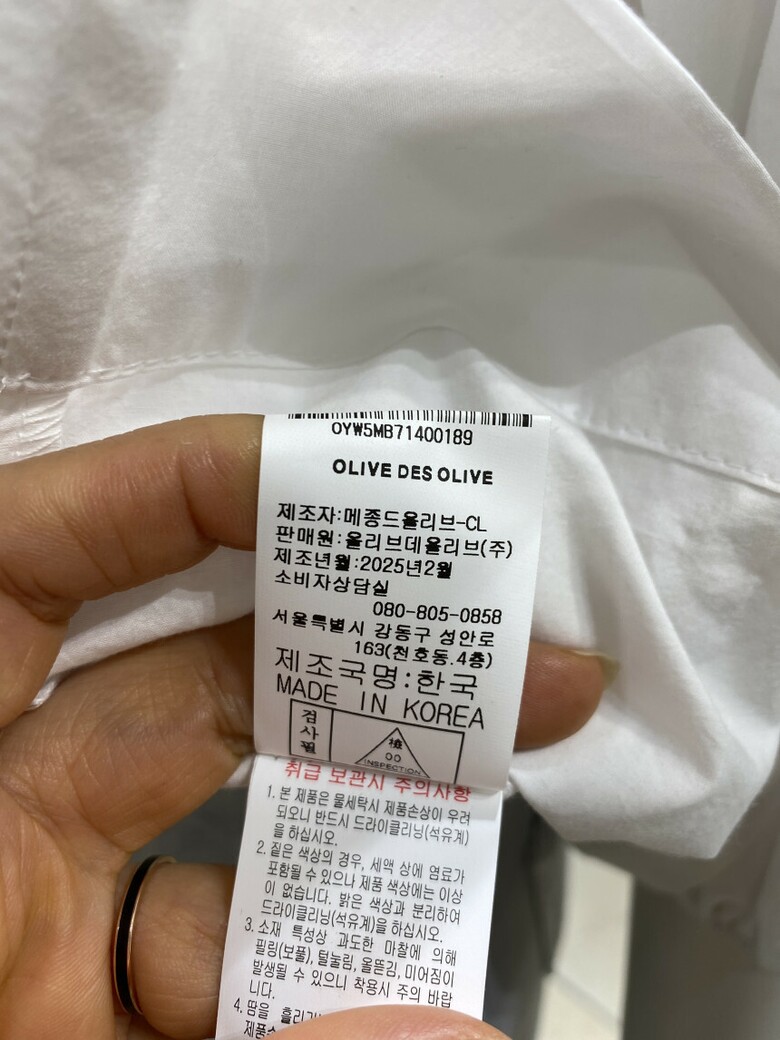 OYW5MB71400189
OLIVE DES OLIVE
제조자:메종드올리브-CL
판매원:올리브데올리브(주)
제조년월:2025년2월
소비자상담실
080-805-0858
서울특별시 강동구 성안로
163(천호동.4층)
제조국명:한국
MADE IN KOREA
검사필
檢
00
INSPECTION
취급 보관시 주의사항
1. 본 제품은 물세탁시 제품손상이 우려
되오니 반드시 드라이클리닝(석유계)
을 하십시오.
2. 짙은 색상의 경우, 세액 상에 염료가
포함될 수 있으나 제품 색상에는 이상
이 없습니다. 밝은 색상과 분리하여
드라이클리닝(석유계)을 하십시오.
3. 소재 특성상 과도한 마찰에 의해
필링(보풀), 털눌림, 올뜯김, 미어짐이
발생될 수 있으니 착용시 주의 바랍
니다.
4. 땀을